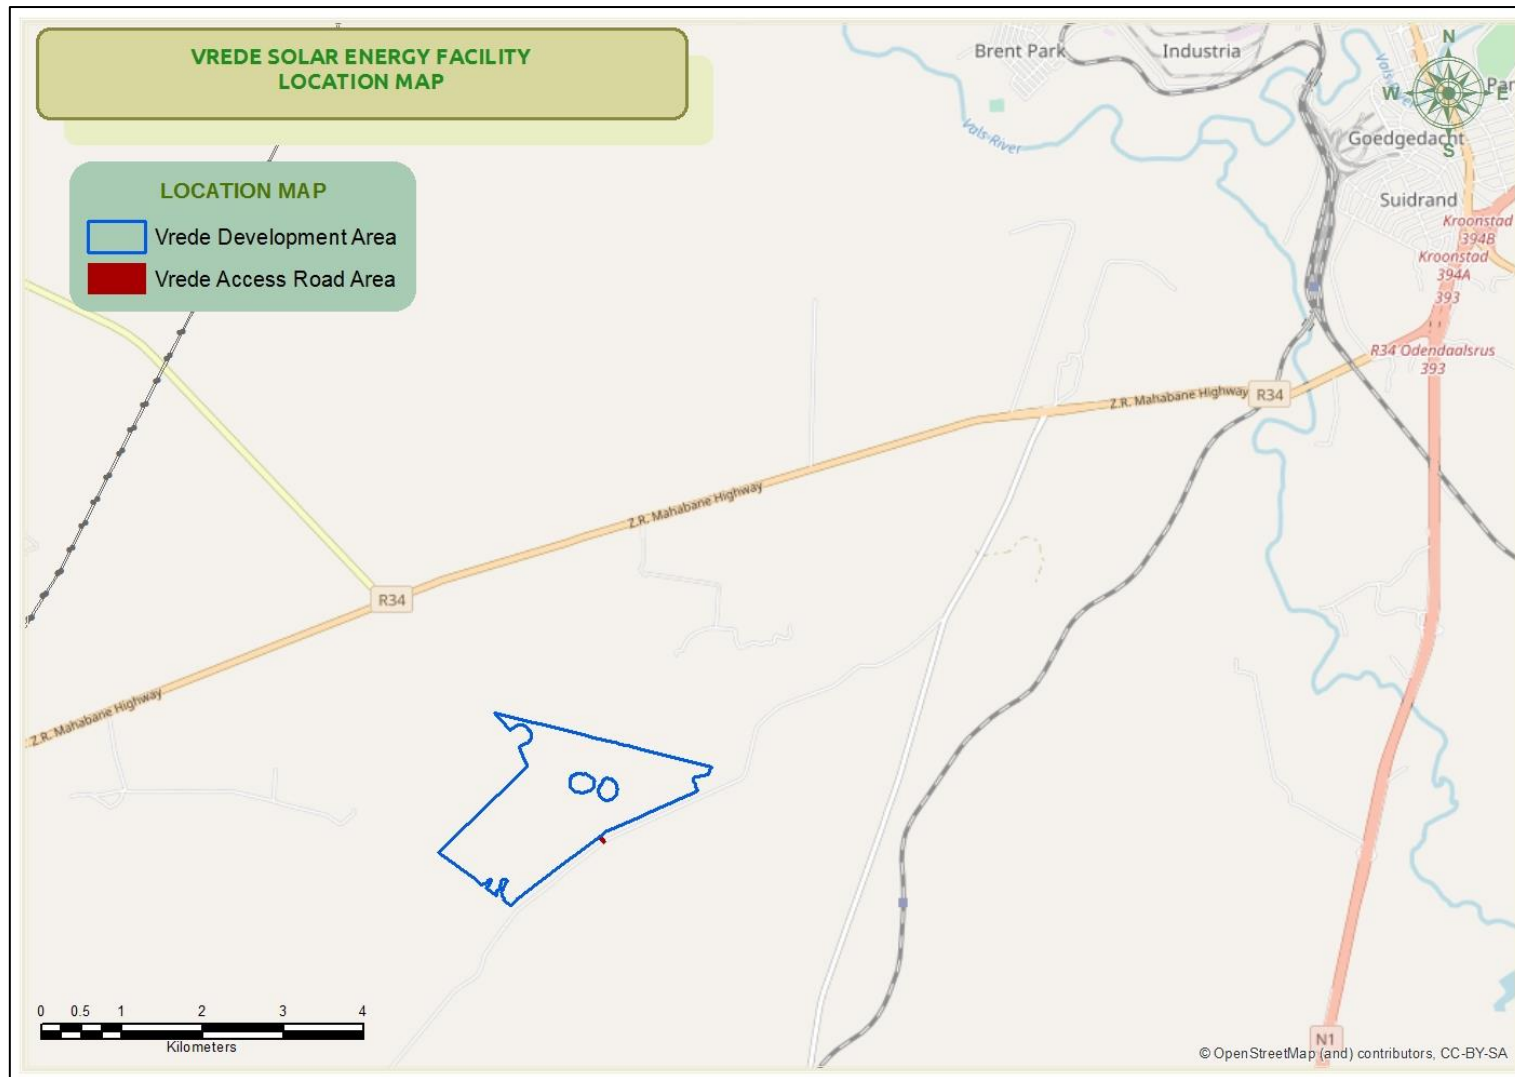 VREDE SOLAR ENERGY FACILITY
LOCATION MAP
LOCATION MAP
Vrede Development Area
Vrede Access Road Area
Brent Park
Industria
Vals-River
Vals-River
N
W
E
S
Par
Goedgedacht
Suidrand
Kroonstad
394B
Kroonstad
394A
393
R34 Odendaalsrus
393
Z.R. Mahabane Highway
R34
Z.R. Mahabane Highway
R34
Z.R. Mahabane Highway
N1
0 0.5 1 2 3 4
Kilometers
© OpenStreetMap (and) contributors, CC-BY-SA